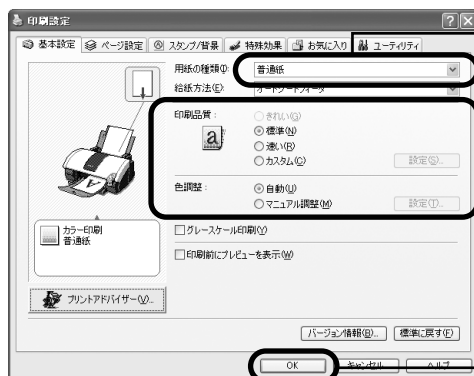 印刷設定
基本設定 ページ設定 スタンプ/背景 特殊効果 お気に入り ユーティリティ
用紙の種類(I): 普通紙
給紙方法(E): オートシートフィーダ
印刷品質: きれい(G)
標準(N)
速い(R)
カスタム(C) 設定(S)...
色調整: 自動(U)
マニュアル調整(M) 設定(T)...
カラー印刷
普通紙
グレースケール印刷(Y)
印刷前にプレビューを表示(W)
プリントアドバイザー(V)...
バージョン情報(B)... 標準に戻す(F)
OK キャンセル ヘルプ